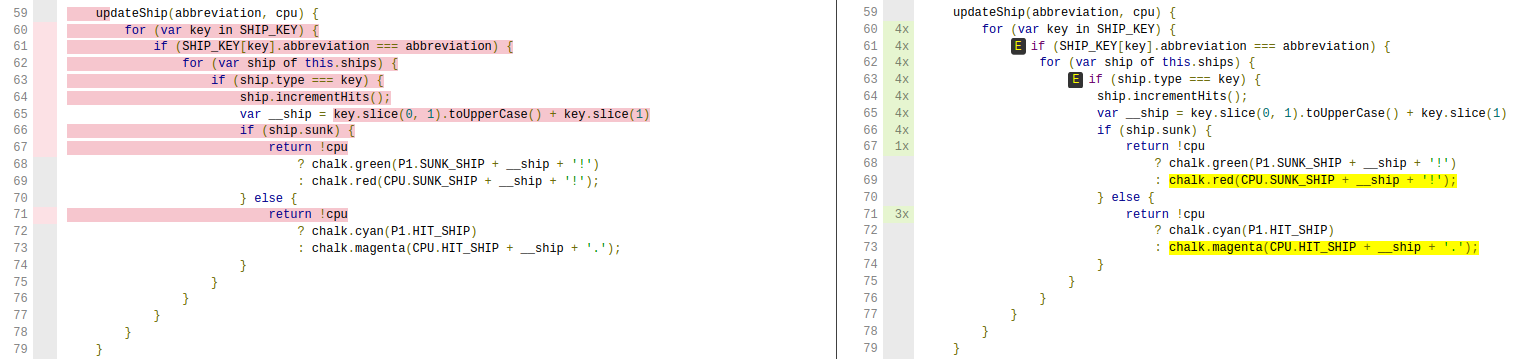 59 updateShip(abbreviation, cpu) {
60 for (var key in SHIP_KEY) {
61 if (SHIP_KEY[key].abbreviation === abbreviation) {
62 for (var ship of this.ships) {
63 if (ship.type === key) {
64 ship.incrementHits();
65 var __ship = key.slice(0, 1).toUpperCase() + key.slice(1)
66 if (ship.sunk) {
67 return !cpu
68 ? chalk.green(P1.SUNK_SHIP + __ship + '!')
69 : chalk.red(CPU.SUNK_SHIP + __ship + '!');
70 } else {
71 return !cpu
72 ? chalk.cyan(P1.HIT_SHIP)
73 : chalk.magenta(CPU.HIT_SHIP + __ship + '.');
74 }
75 }
76 }
77 }
78 }
79 }
59 updateShip(abbreviation, cpu) {
60 4x for (var key in SHIP_KEY) {
61 4x E if (SHIP_KEY[key].abbreviation === abbreviation) {
62 4x for (var ship of this.ships) {
63 4x E if (ship.type === key) {
64 4x ship.incrementHits();
65 4x var __ship = key.slice(0, 1).toUpperCase() + key.slice(1)
66 4x if (ship.sunk) {
67 1x return !cpu
68 ? chalk.green(P1.SUNK_SHIP + __ship + '!')
69 : chalk.red(CPU.SUNK_SHIP + __ship + '!');
70 } else {
71 3x return !cpu
72 ? chalk.cyan(P1.HIT_SHIP)
73 : chalk.magenta(CPU.HIT_SHIP + __ship + '.');
74 }
75 }
76 }
77 }
78 }
79 }